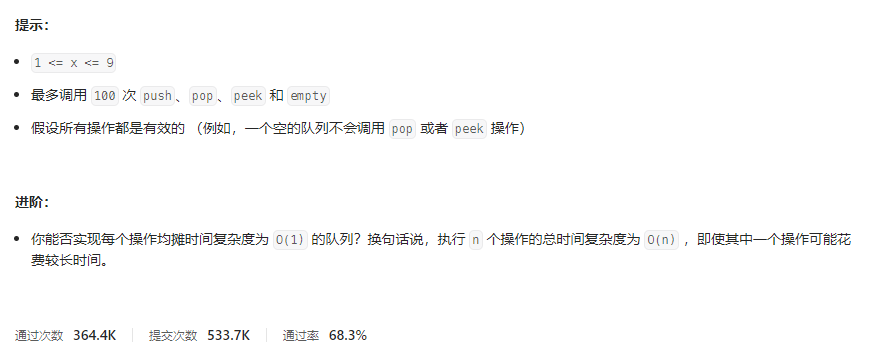 提示：
1 <= x <= 9
最多调用 100 次 push、pop、peek 和 empty
假设所有操作都是有效的 （例如，一个空的队列不会调用 pop 或者 peek 操作）
进阶：
你能否实现每个操作均摊时间复杂度为 O(1) 的队列？换句话说，执行 n 个操作的总时间复杂度为 O(n) ，即使其中一个操作可能花
费较长时间。
通过次数 364.4K 提交次数 533.7K 通过率 68.3%